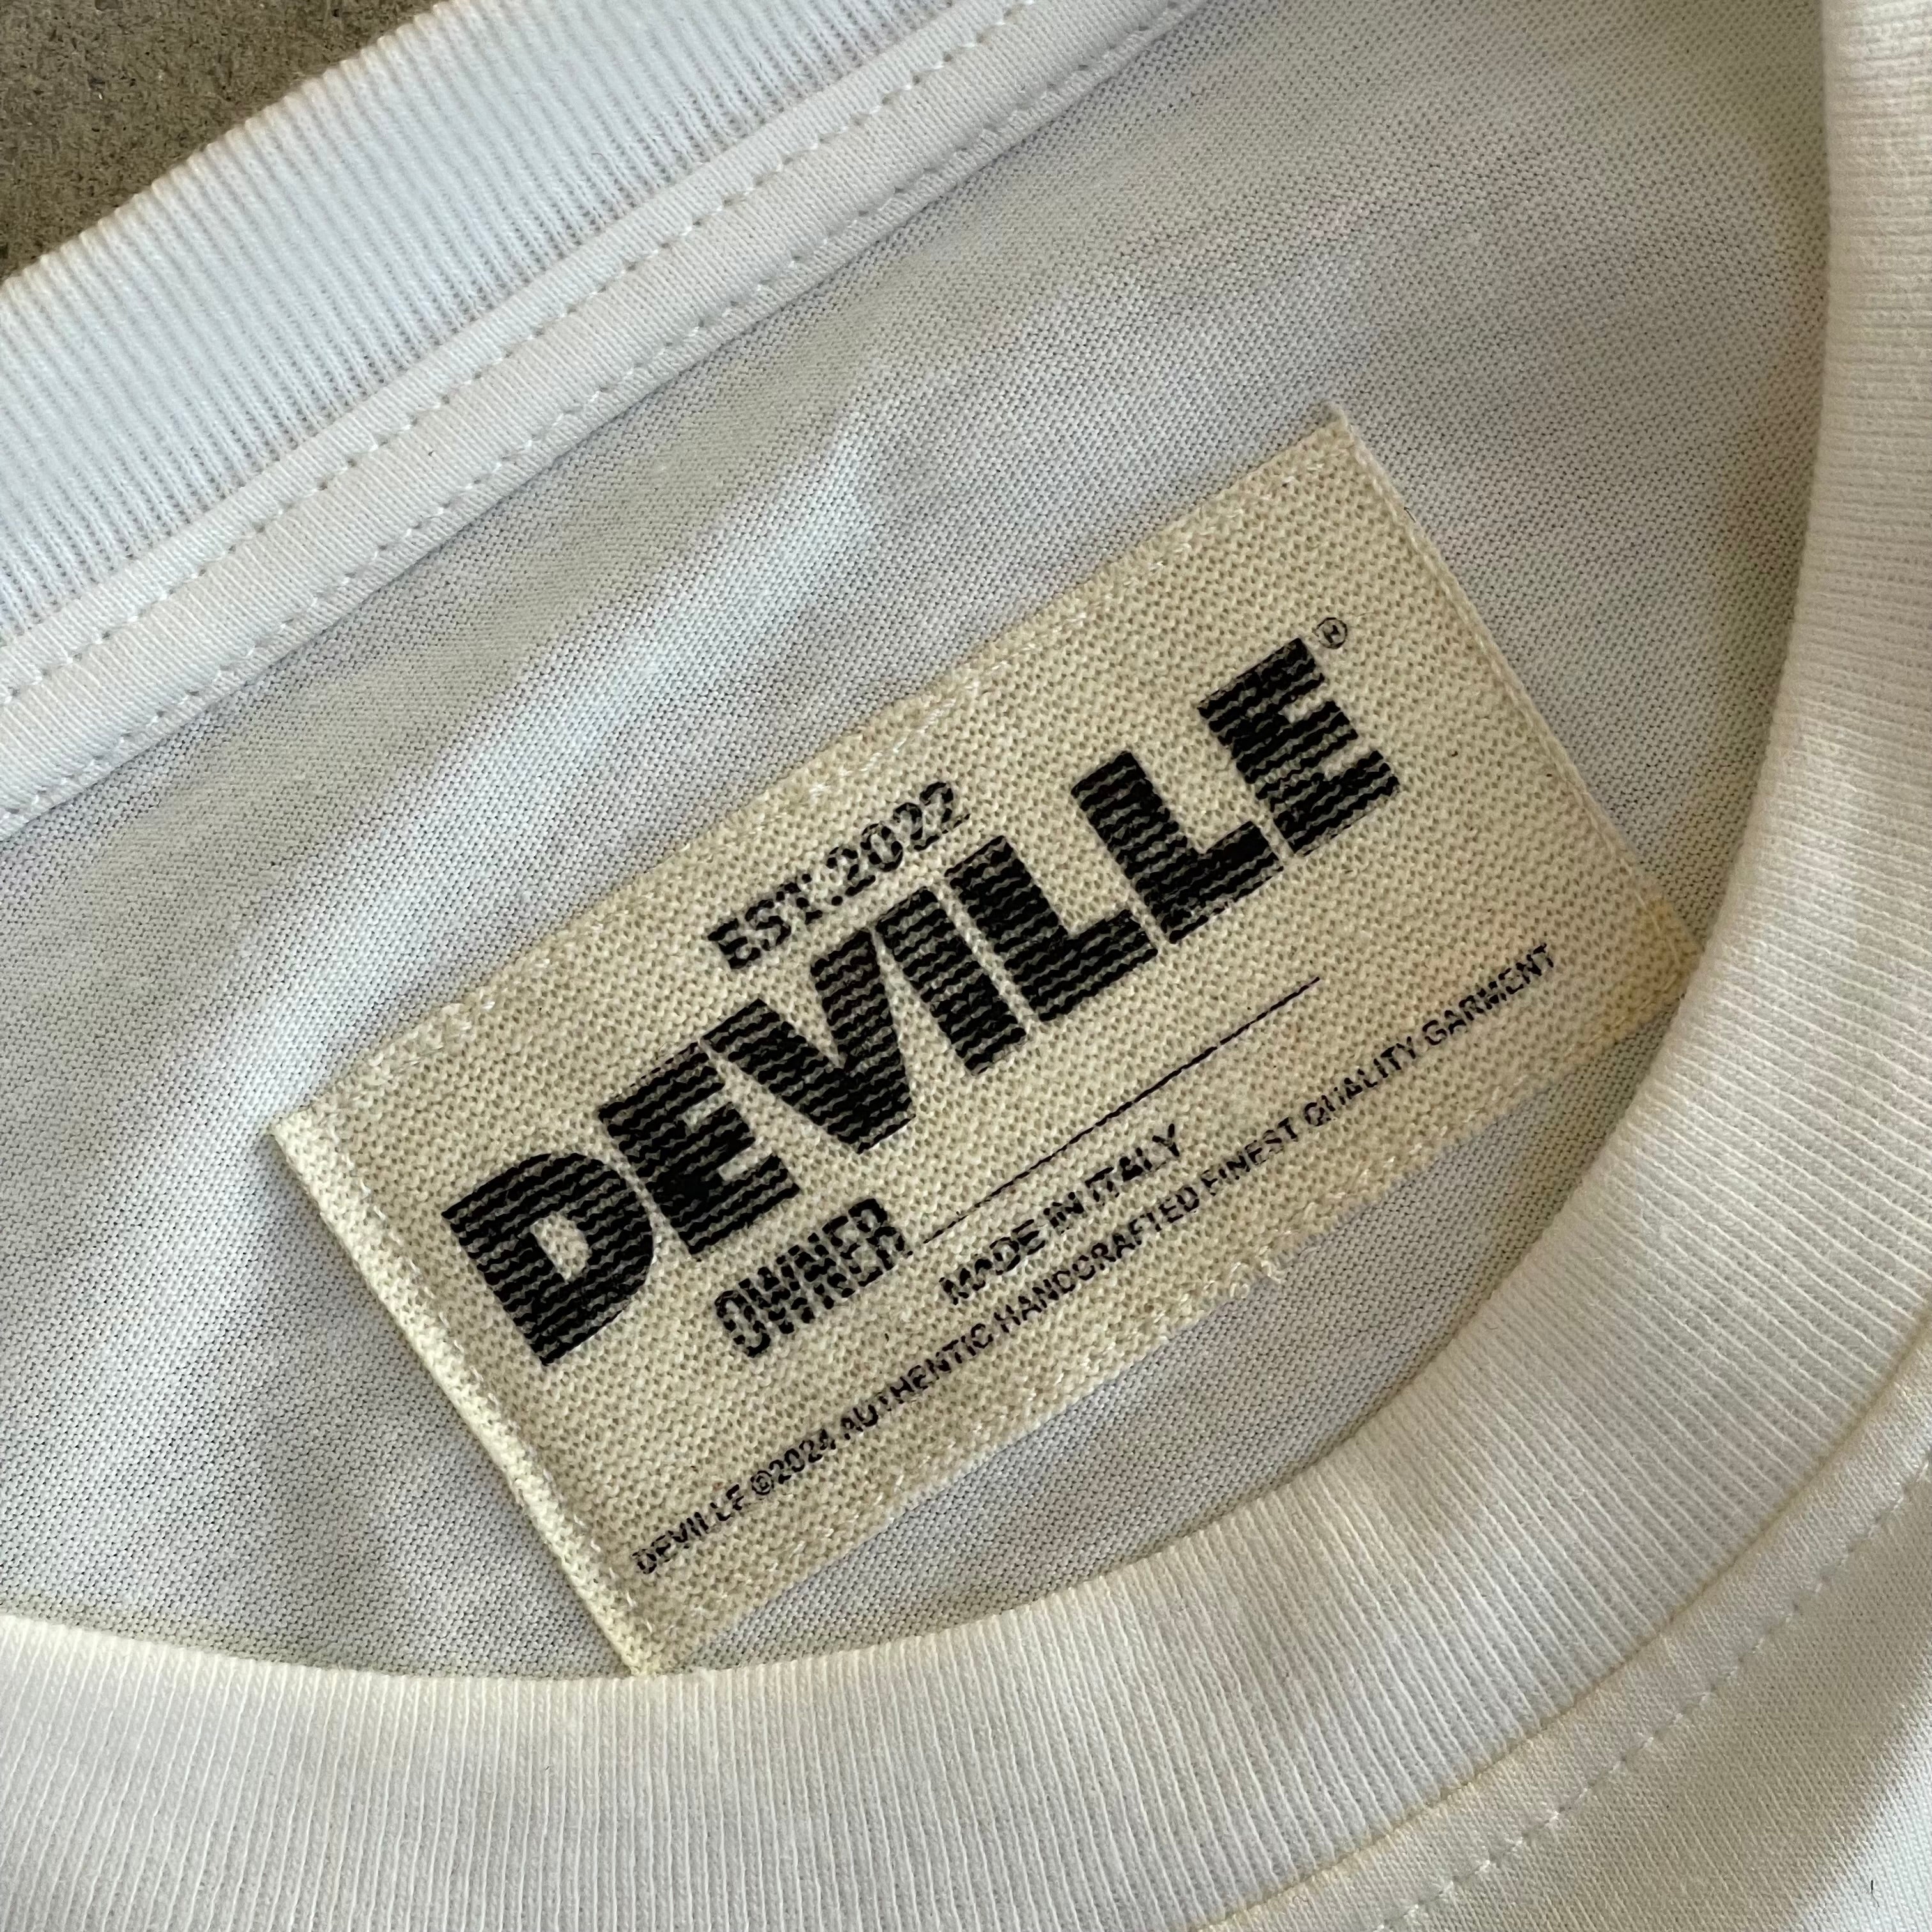 EST.2022
DEVILLE®
OWNER
MADE IN ITALY
DEVILLE ©2024 AUTHENTIC HANDCRAFTED FINEST QUALITY GARMENT